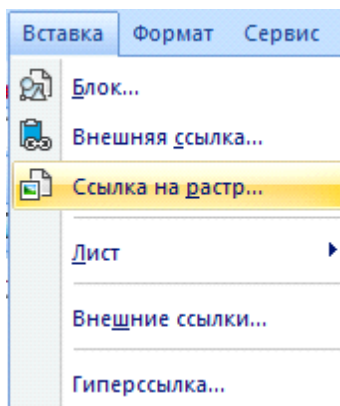 Вставка Формат Сервис
Блок...
Внешняя ссылка...
Ссылка на растр...
Лист
Внешние ссылки...
Гиперссылка...